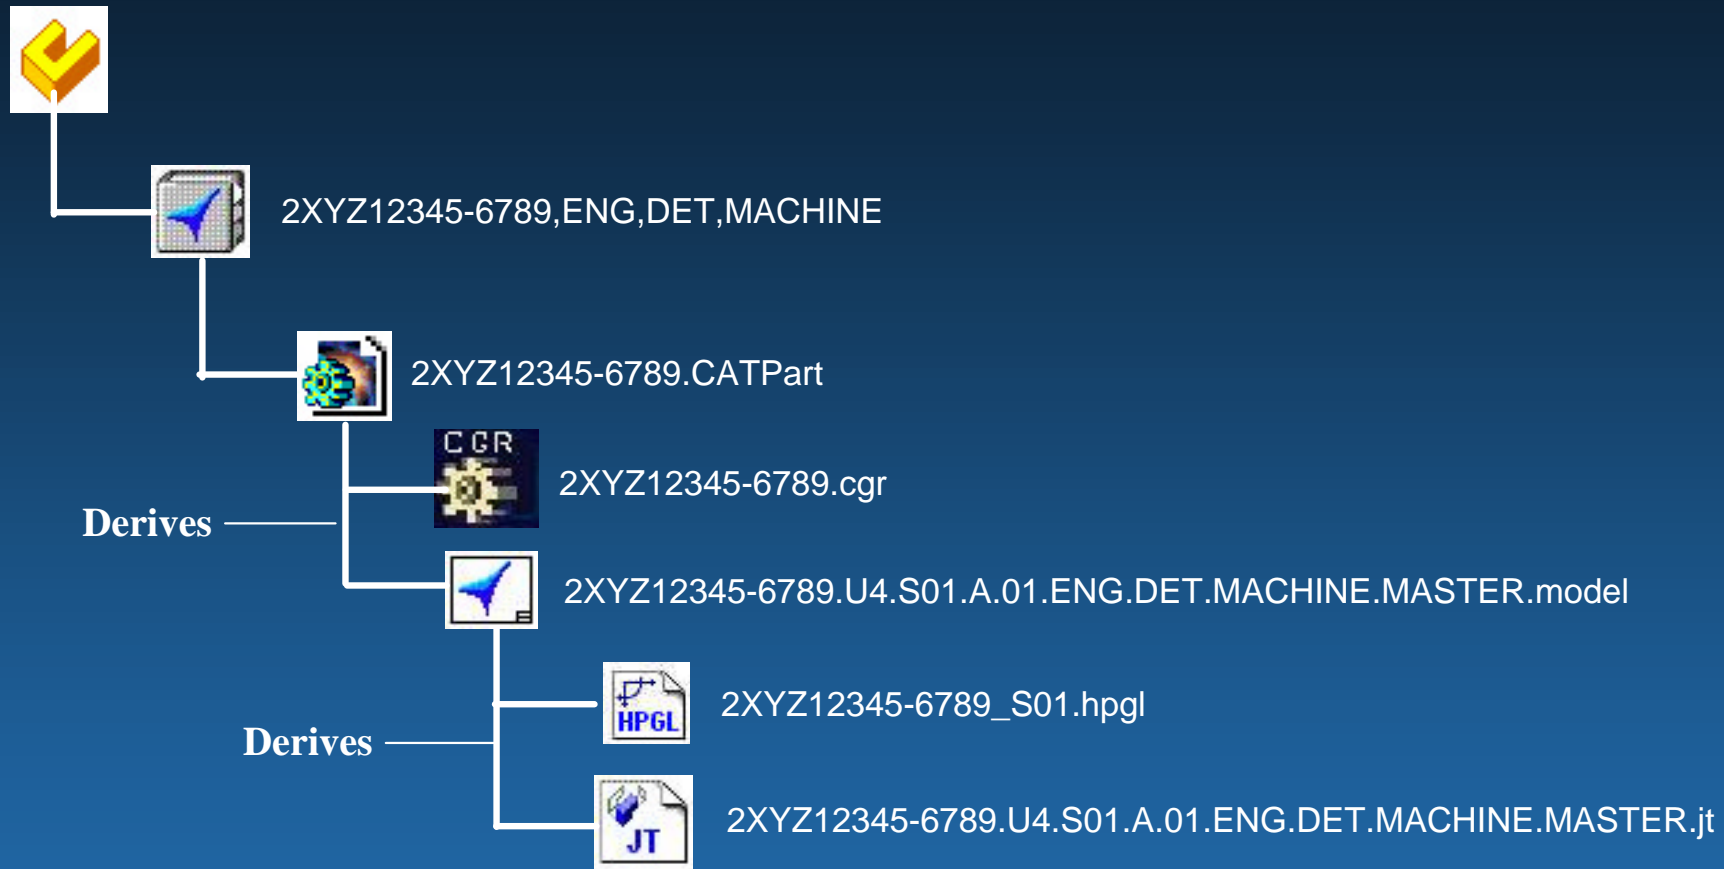 2XYZ12345-6789,ENG,DET,MACHINE
2XYZ12345-6789.CATPart
CGR
2XYZ12345-6789.cgr
Derives
2XYZ12345-6789.U4.S01.A.01.ENG.DET.MACHINE.MASTER.model
HPGL
2XYZ12345-6789_S01.hpgl
Derives
JT
2XYZ12345-6789.U4.S01.A.01.ENG.DET.MACHINE.MASTER.jt